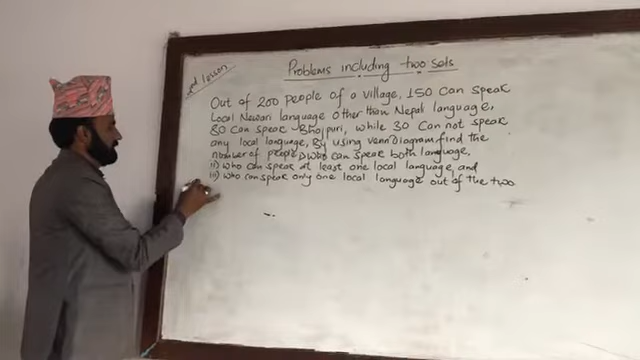 2nd lesson
Problems including two sets
Out of 200 people of a village, 150 can speak
Local Newari language other than Nepali language,
80 can speak Bhojpuri, while 30 can not speak
any local language, By using venn Diagram find the
number of people i) who can speak both language,
ii) who can speak at least one local language, and
iii) who can speak only one local language out of the two